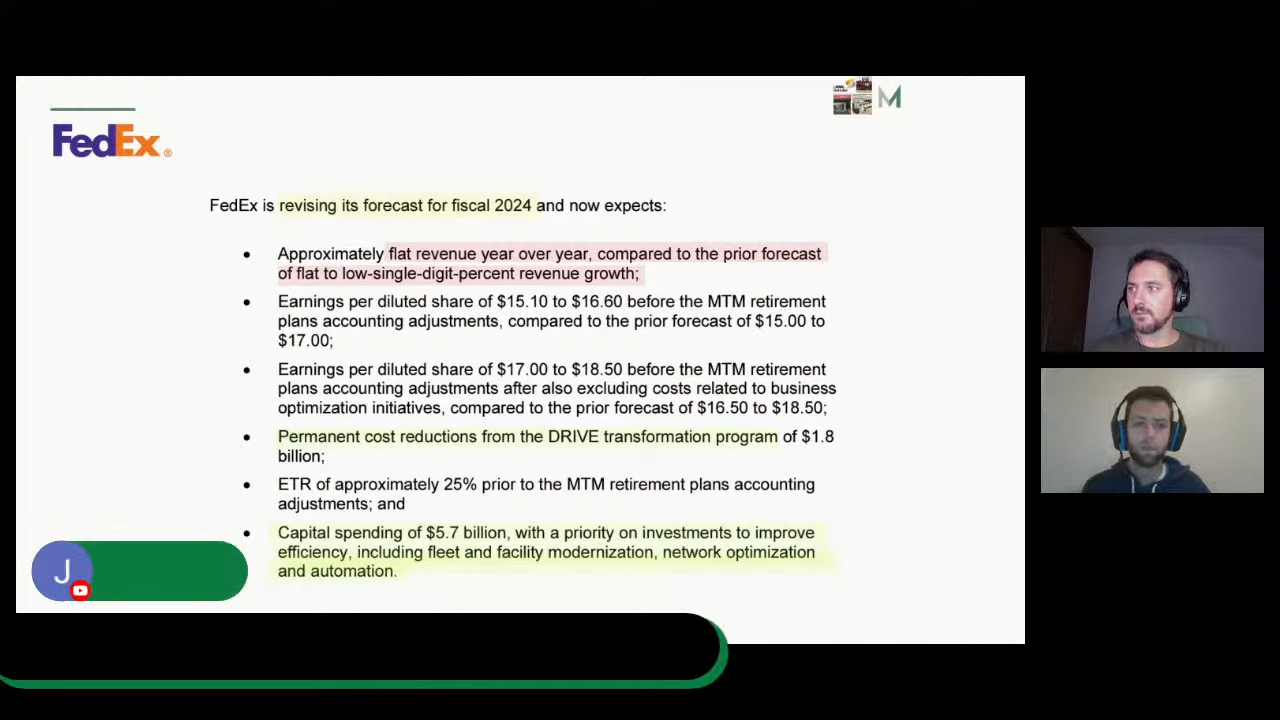 FedEx®
M
FedEx is revising its forecast for fiscal 2024 and now expects:
• Approximately flat revenue year over year, compared to the prior forecast
of flat to low-single-digit-percent revenue growth;
• Earnings per diluted share of $15.10 to $16.60 before the MTM retirement
plans accounting adjustments, compared to the prior forecast of $15.00 to
$17.00;
• Earnings per diluted share of $17.00 to $18.50 before the MTM retirement
plans accounting adjustments after also excluding costs related to business
optimization initiatives, compared to the prior forecast of $16.50 to $18.50;
• Permanent cost reductions from the DRIVE transformation program of $1.8
billion;
• ETR of approximately 25% prior to the MTM retirement plans accounting
adjustments; and
• Capital spending of $5.7 billion, with a priority on investments to improve
efficiency, including fleet and facility modernization, network optimization
and automation.
J